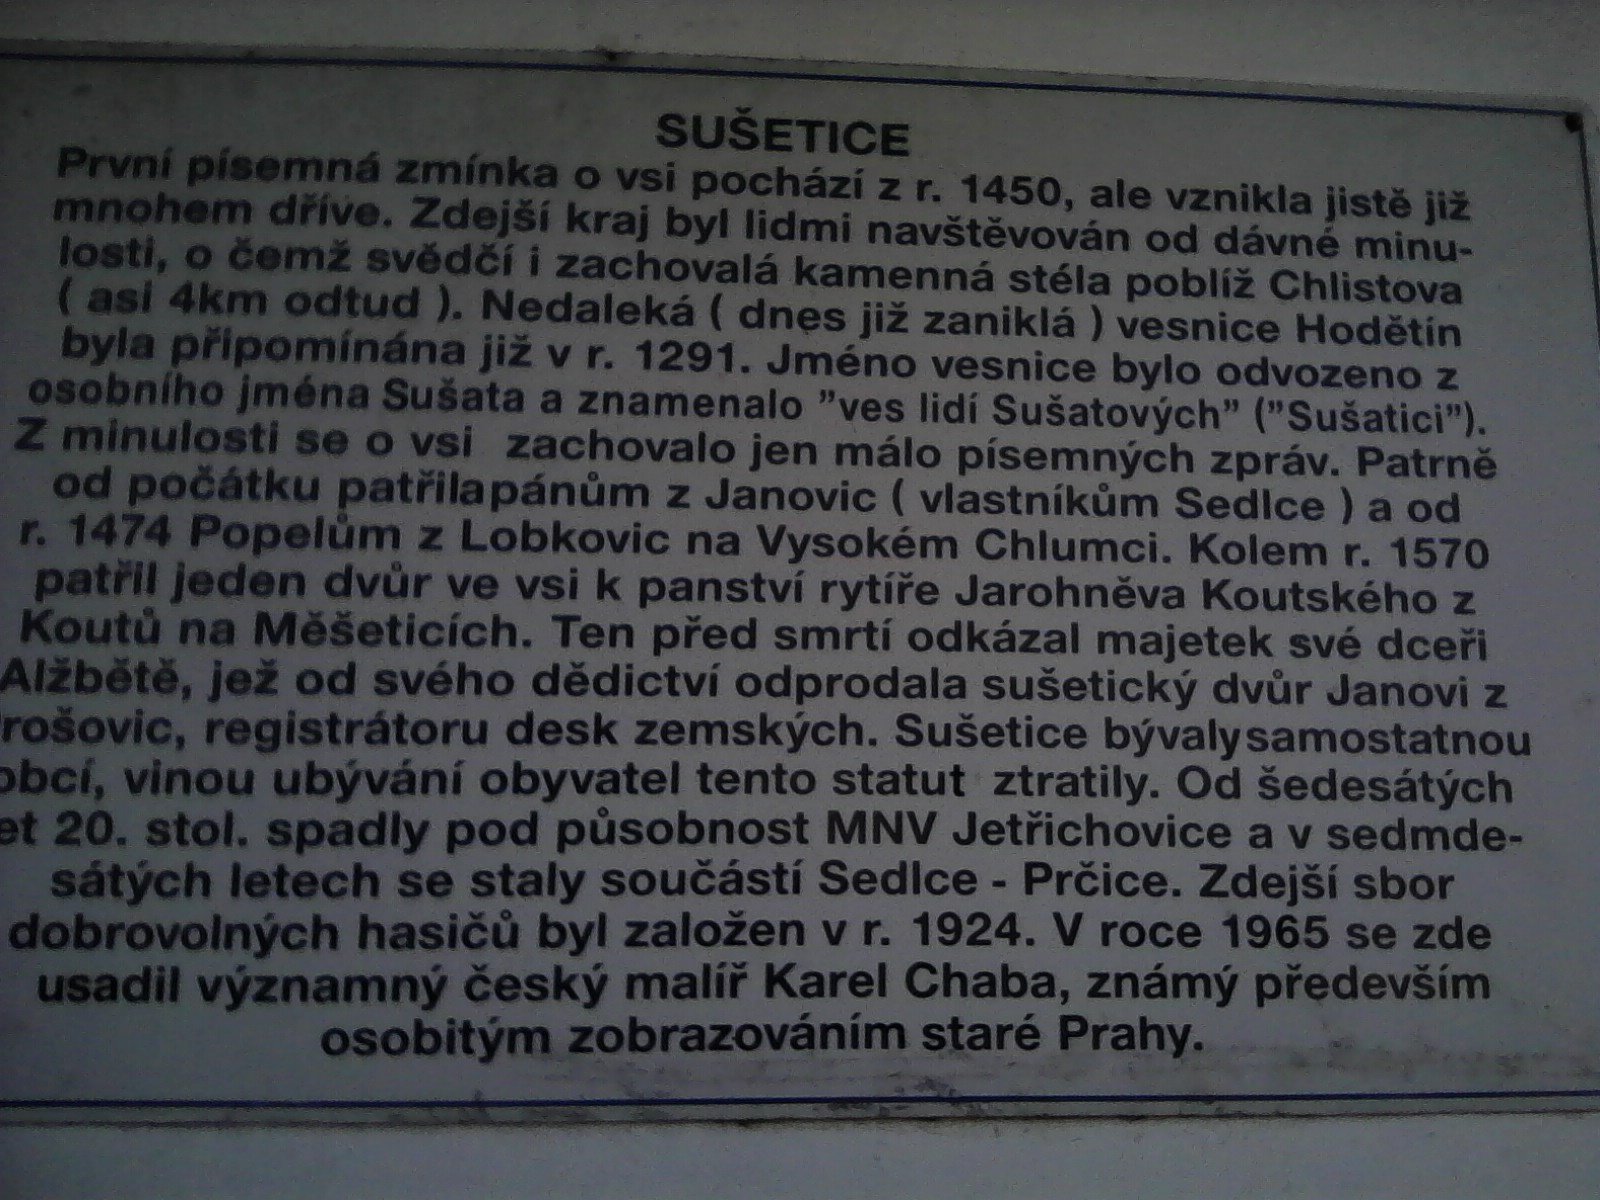 SUŠETICE
První písemná zmínka o vsi pochází z r. 1450, ale vznikla jistě již
mnohem dříve. Zdejší kraj byl lidmi navštěvován od dávné minu-
losti, o čemž svědčí i zachovalá kamenná stéla poblíž Chlistova
( asi 4km odtud ). Nedaleká ( dnes již zaniklá ) vesnice Hodětín
byla připomínána již v r. 1291. Jméno vesnice bylo odvozeno z
osobního jména Sušata a znamenalo ”ves lidí Sušatových” (”Sušatici”).
Z minulosti se o vsi zachovalo jen málo písemných zpráv. Patrně
od počátku patřilapánům z Janovic ( vlastníkům Sedlce ) a od
r. 1474 Popelům z Lobkovic na Vysokém Chlumci. Kolem r. 1570
patřil jeden dvůr ve vsi k panství rytíře Jarohněva Koutského z
Koutů na Měšeticích. Ten před smrtí odkázal majetek své dceři
Alžbětě, jež od svého dědictví odprodala sušetický dvůr Janovi z
rošovic, registrátoru desk zemských. Sušetice bývalysamostatnou
obcí, vinou ubývání obyvatel tento statut ztratily. Od šedesátých
et 20. stol. spadly pod působnost MNV Jetřichovice a v sedmde-
sátých letech se staly součástí Sedlce - Prčice. Zdejší sbor
dobrovolných hasičů byl založen v r. 1924. V roce 1965 se zde
usadil významný český malíř Karel Chaba, známý především
osobitým zobrazováním staré Prahy.